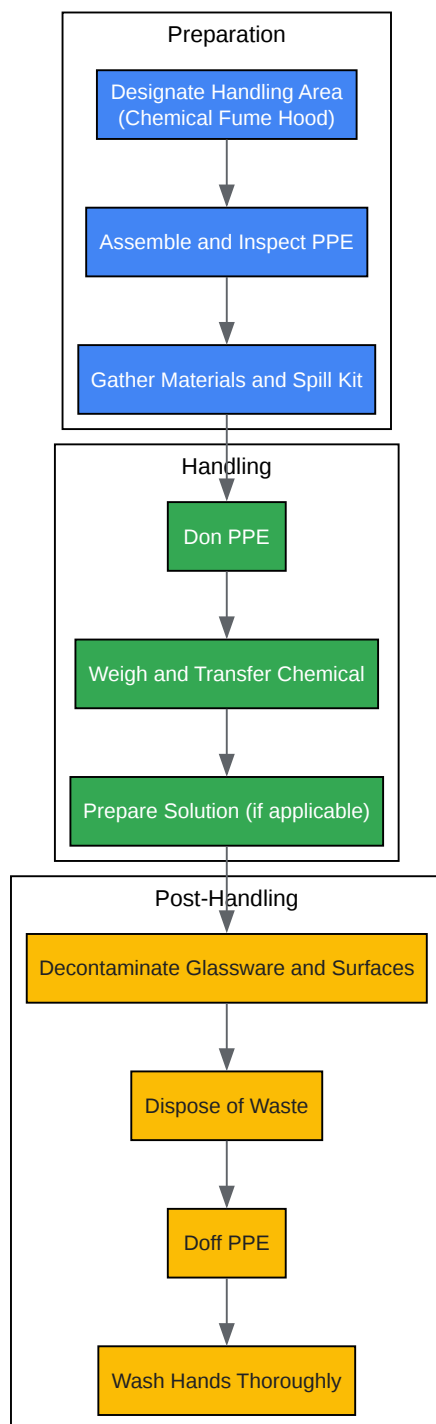 Preparation
Designate Handling Area
(Chemical Fume Hood)
Assemble and Inspect PPE
Gather Materials and Spill Kit
Handling
Don PPE
Weigh and Transfer Chemical
Prepare Solution (if applicable)
Post-Handling
Decontaminate Glassware and Surfaces
Dispose of Waste
Doff PPE
Wash Hands Thoroughly